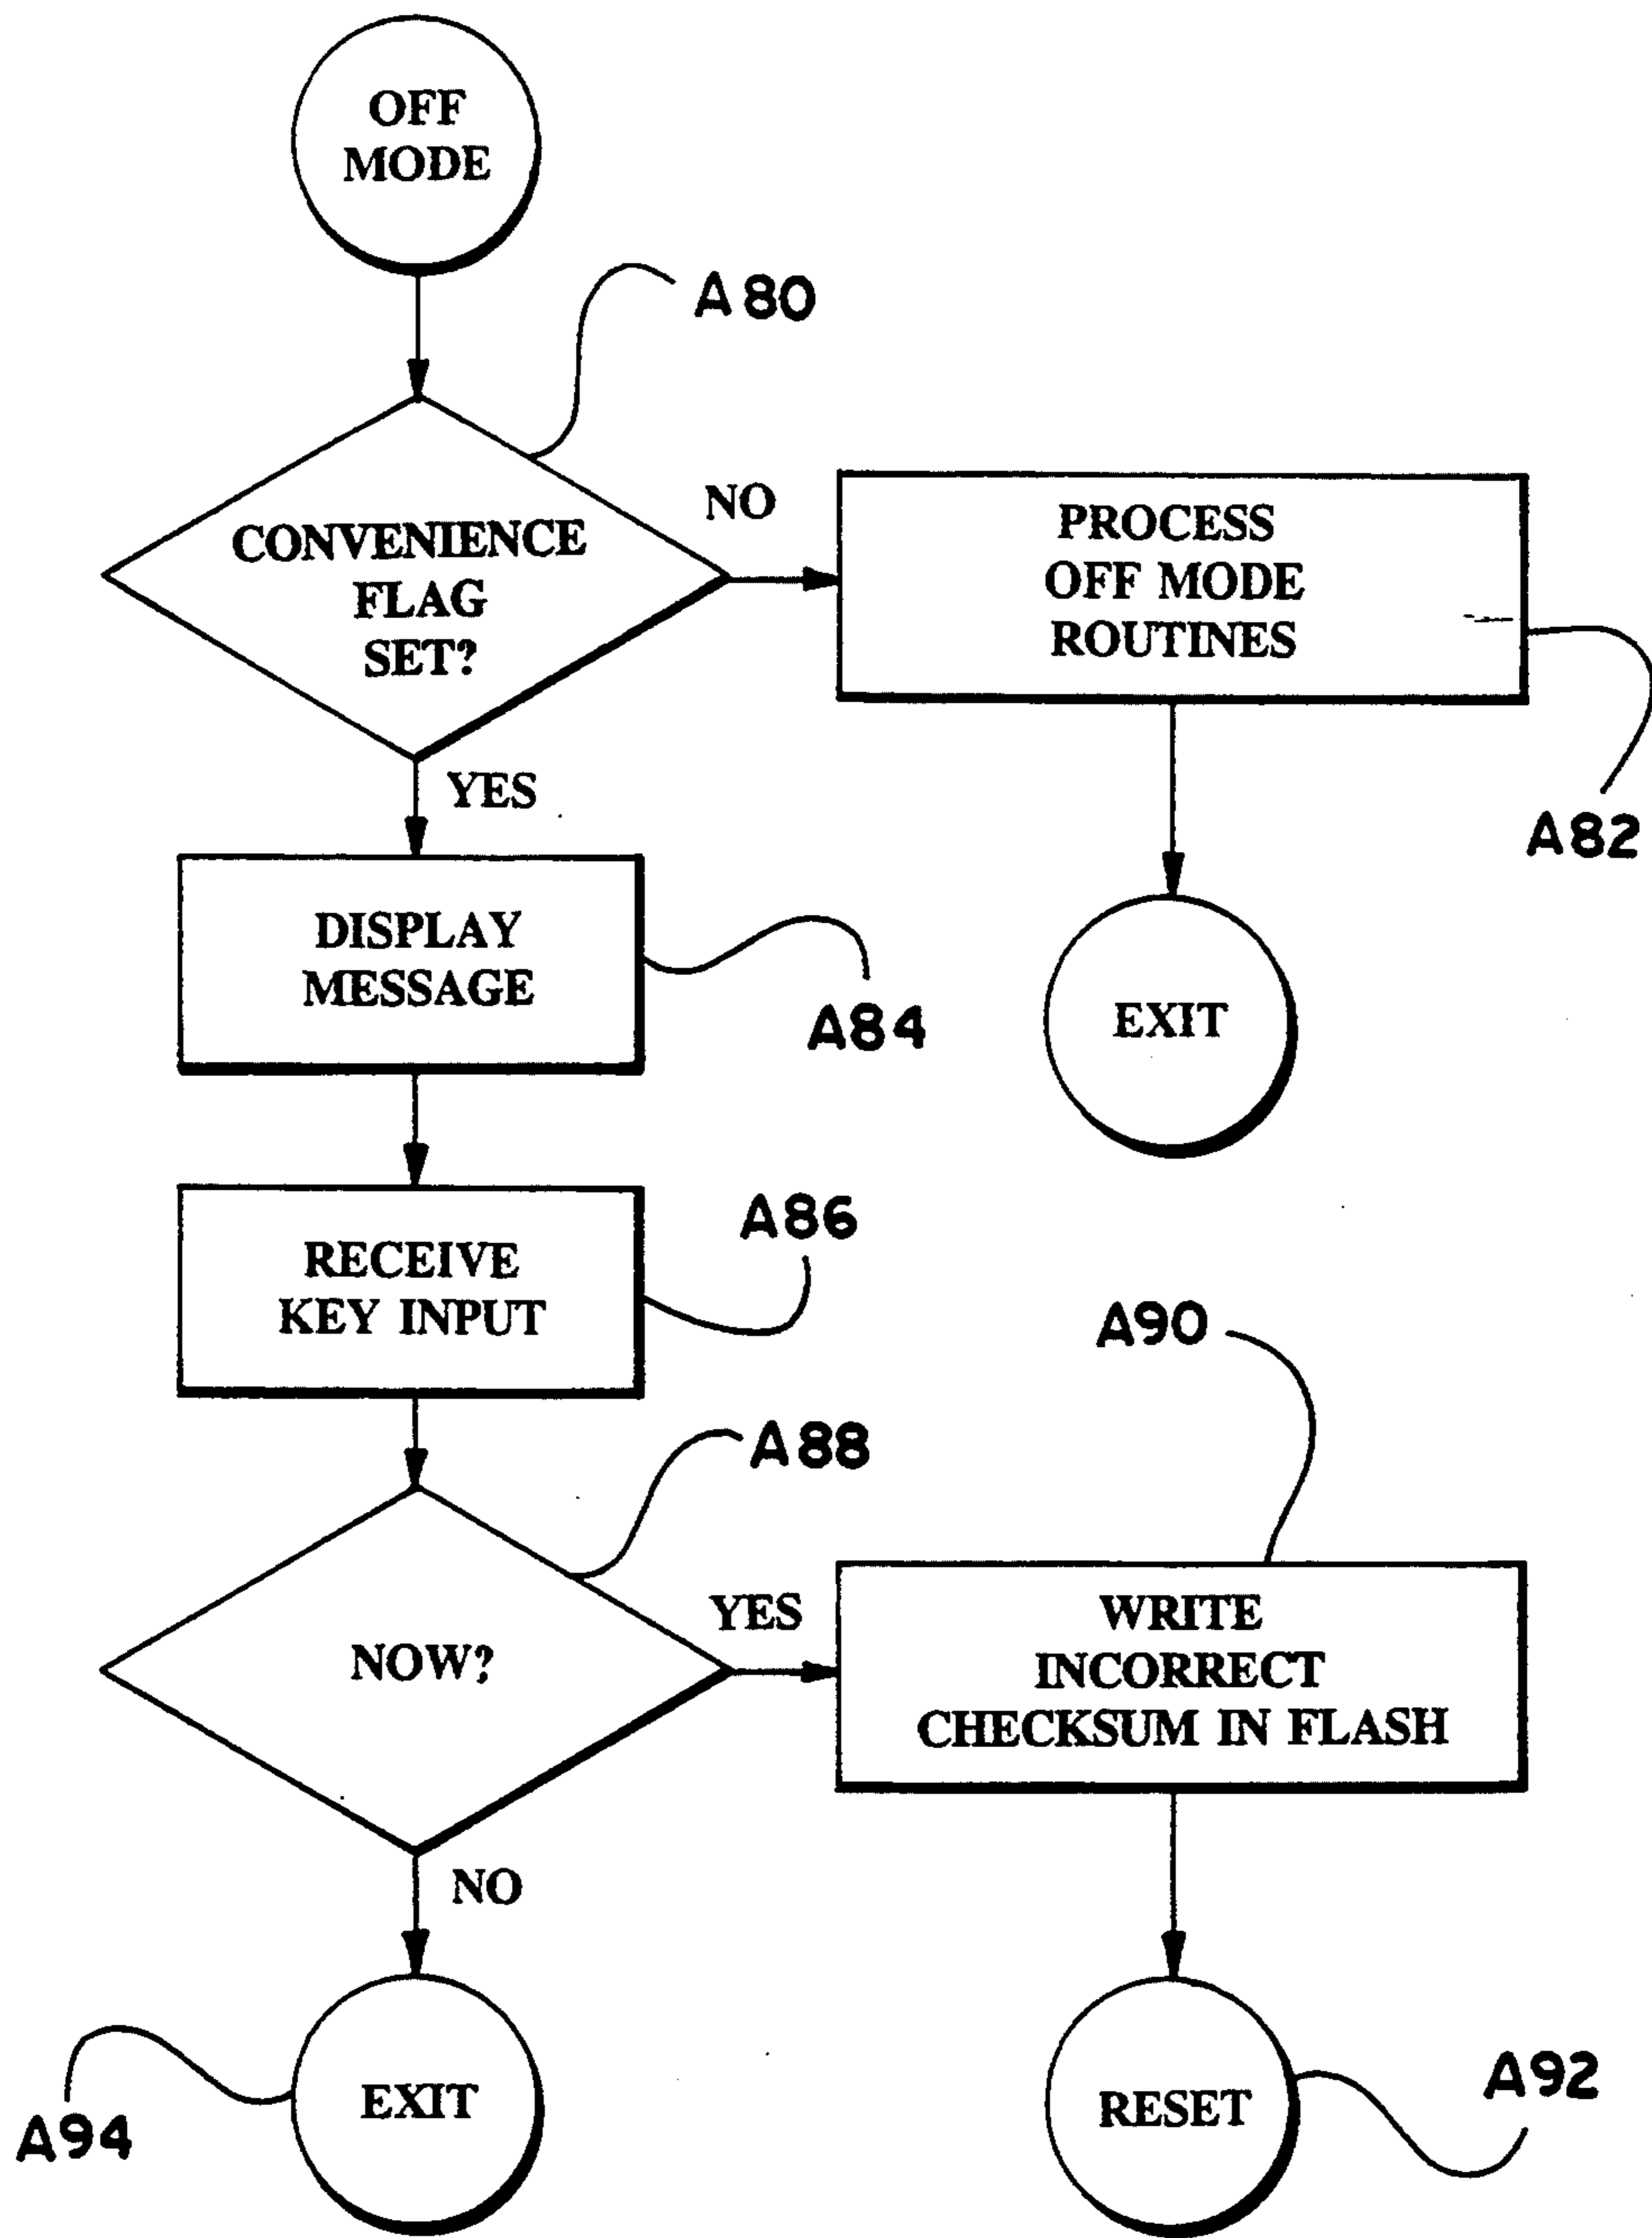 OFF
MODE
A80
CONVENIENCE
FLAG
SET?
NO
PROCESS
OFF MODE
ROUTINES
A82
YES
DISPLAY
MESSAGE
A84
EXIT
RECEIVE
KEY INPUT
A86
A90
A88
NOW?
YES
WRITE
INCORRECT
CHECKSUM IN FLASH
NO
EXIT
A94
RESET
A92